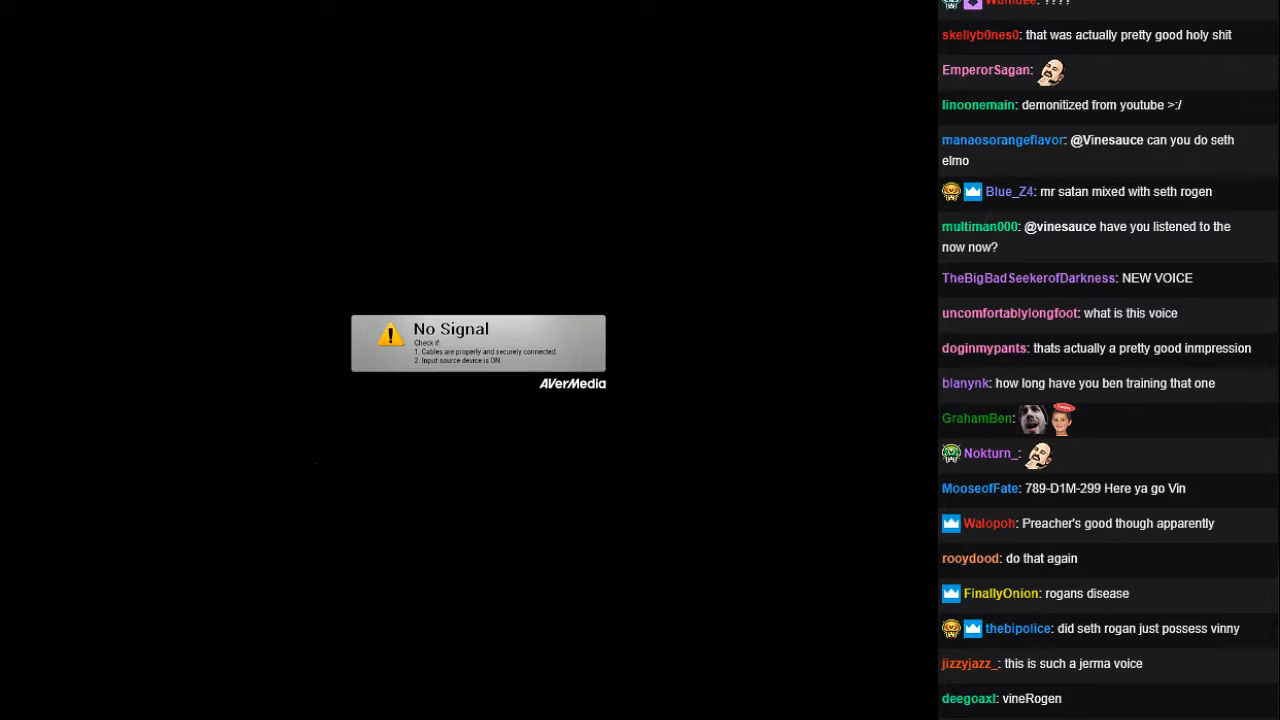 No Signal
Check if:
1. Cables are properly and securely connected.
2. Input source device is ON.
AVerMedia
skellyb0nes0: that was actually pretty good holy shit
EmperorSagan:
linoonemain: demonitized from youtube >:/
manaosorangeflavor: @Vinesauce can you do seth
elmo
Blue_Z4: mr satan mixed with seth rogen
multiman000: @vinesauce have you listened to the
now now?
TheBigBadSeekerofDarkness: NEW VOICE
uncomfortablylongfoot: what is this voice
doginmypants: thats actually a pretty good inmpression
blanynk: how long have you ben training that one
GrahamBen:
Nokturn_:
MooseofFate: 789-D1M-299 Here ya go Vin
Walopoh: Preacher's good though apparently
rooydood: do that again
FinallyOnion: rogans disease
thebipolice: did seth rogan just possess vinny
jizzyjazz_: this is such a jerma voice
deegoaxl: vineRogen